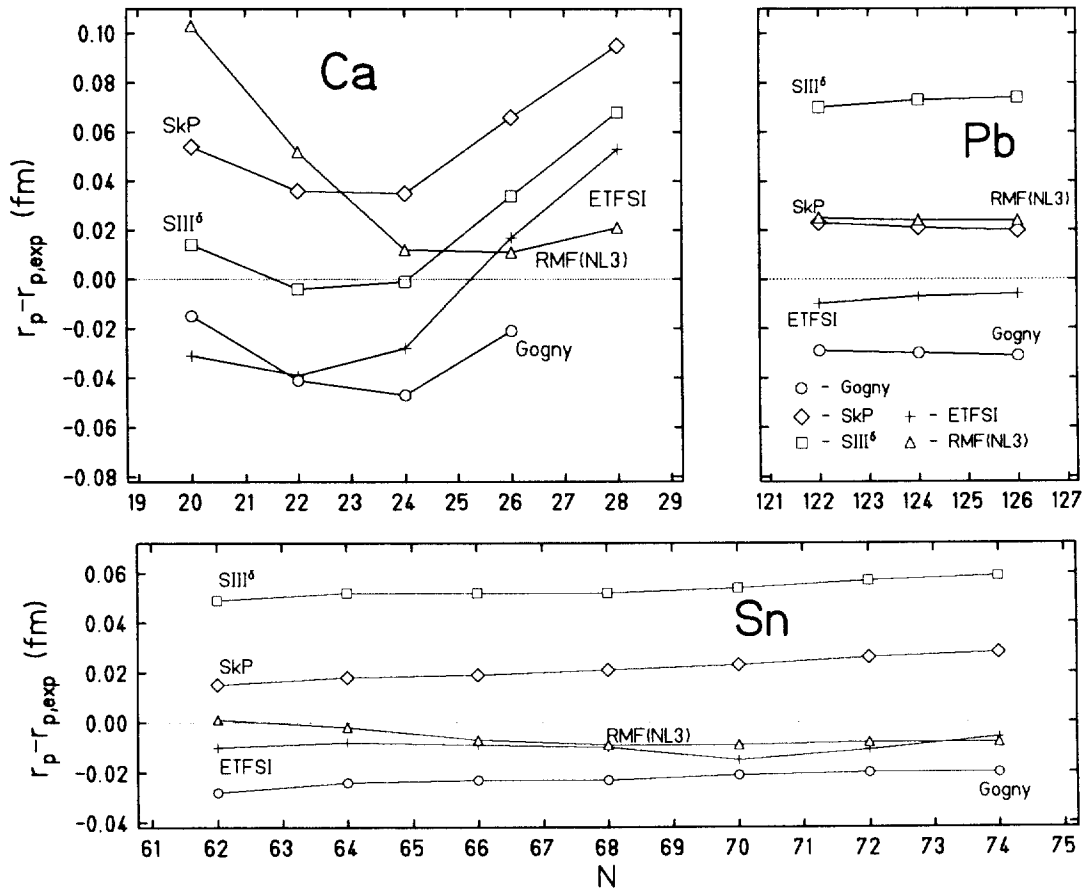 Ca
r_p-r_p,exp (fm)
0.10
0.08
0.06
0.04
0.02
0.00
-0.02
-0.04
-0.06
-0.08
SkP
SIII^δ
ETFSI
RMF(NL3)
Gogny
19 20 21 22 23 24 25 26 27 28 29
Pb
SIII^δ
SkP
RMF(NL3)
ETFSI
Gogny
○ - Gogny
◇ - SkP
+ - ETFSI
□ - SIII^δ
△ - RMF(NL3)
121 122 123 124 125 126 127
Sn
r_p-r_p,exp (fm)
0.06
0.04
0.02
0.00
-0.02
-0.04
SIII^δ
SkP
RMF(NL3)
ETFSI
Gogny
61 62 63 64 65 66 67 68 69 70 71 72 73 74 75
N